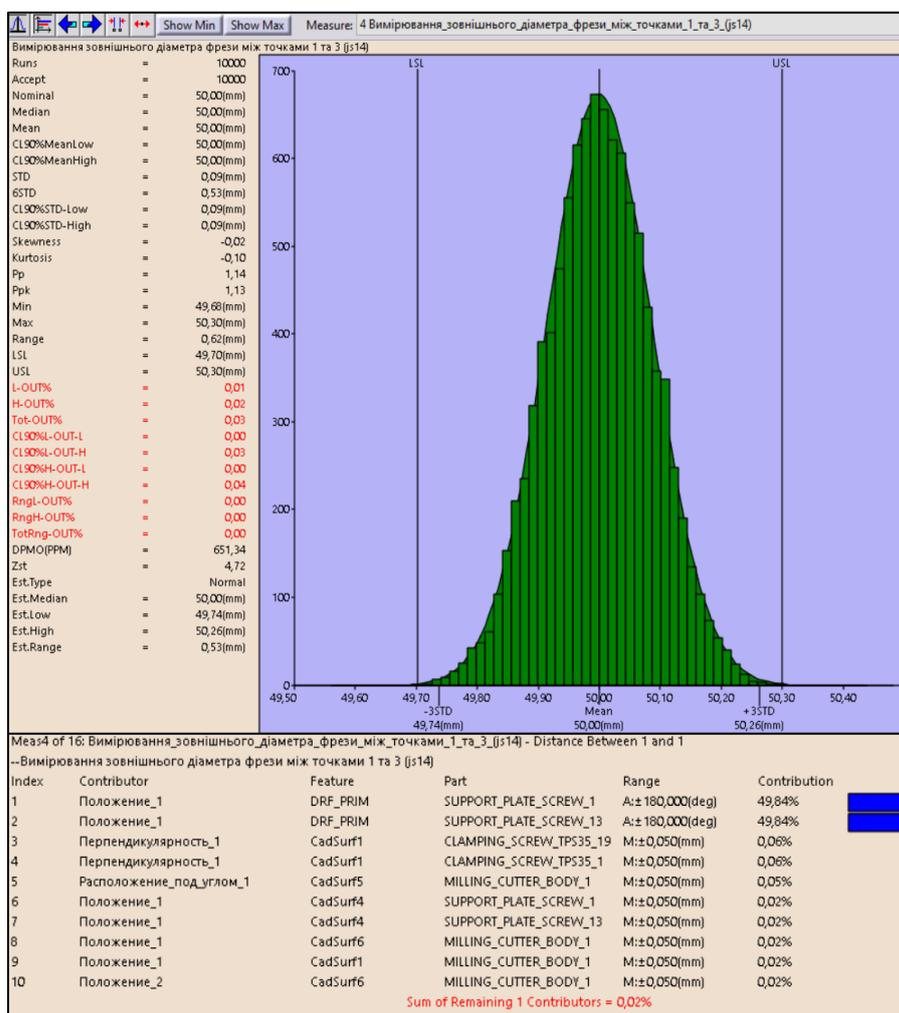 Show Min Show Max Measure: 4 Вимірювання_зовнішнього_діаметра_фрези_між_точками_1_та_3_(js14)
Вимірювання зовнішнього діаметра фрези між точками 1 та 3 (js14)
Runs = 10000
Accept = 10000
Nominal = 50,00(mm)
Median = 50,00(mm)
Mean = 50,00(mm)
CL90%MeanLow = 50,00(mm)
CL90%MeanHigh = 50,00(mm)
STD = 0,09(mm)
6STD = 0,53(mm)
CL90%STD-Low = 0,09(mm)
CL90%STD-High = 0,09(mm)
Skewness = -0,02
Kurtosis = -0,10
Pp = 1,14
Ppk = 1,13
Min = 49,68(mm)
Max = 50,30(mm)
Range = 0,62(mm)
LSL = 49,70(mm)
USL = 50,30(mm)
L-OUT% = 0,01
H-OUT% = 0,02
Tot-OUT% = 0,03
CL90%L-OUT-L = 0,00
CL90%L-OUT-H = 0,03
CL90%H-OUT-L = 0,00
CL90%H-OUT-H = 0,04
RngL-OUT% = 0,00
RngH-OUT% = 0,00
TotRng-OUT% = 0,00
DPMO(PPM) = 651,34
Zst = 4,72
Est.Type Normal
Est.Median = 50,00(mm)
Est.Low = 49,74(mm)
Est.High = 50,26(mm)
Est.Range = 0,53(mm)
LSL USL
700
600
500
400
300
200
100
0
49,50 49,60 49,70 49,80 49,90 50,00 50,10 50,20 50,30 50,40
-3STD Mean +3STD
49,74(mm) 50,00(mm) 50,26(mm)
Meas4 of 16: Вимірювання_зовнішнього_діаметра_фрези_між_точками_1_та_3_(js14) - Distance Between 1 and 1
--Вимірювання зовнішнього діаметра фрези між точками 1 та 3 (js14)
Index Contributor Feature Part Range Contribution
1 Положение_1 DRF_PRIM SUPPORT_PLATE_SCREW_1 A:±180,000(deg) 49,84%
2 Положение_1 DRF_PRIM SUPPORT_PLATE_SCREW_13 A:±180,000(deg) 49,84%
3 Перпендикулярность_1 CadSurf1 CLAMPING_SCREW_TPS35_19 M:±0,050(mm) 0,06%
4 Перпендикулярность_1 CadSurf1 CLAMPING_SCREW_TPS35_1 M:±0,050(mm) 0,06%
5 Расположение_под_углом_1 CadSurf5 MILLING_CUTTER_BODY_1 M:±0,050(mm) 0,05%
6 Положение_1 CadSurf4 SUPPORT_PLATE_SCREW_1 M:±0,050(mm) 0,02%
7 Положение_1 CadSurf4 SUPPORT_PLATE_SCREW_13 M:±0,050(mm) 0,02%
8 Положение_1 CadSurf6 MILLING_CUTTER_BODY_1 M:±0,050(mm) 0,02%
9 Положение_1 CadSurf1 MILLING_CUTTER_BODY_1 M:±0,050(mm) 0,02%
10 Положение_2 CadSurf6 MILLING_CUTTER_BODY_1 M:±0,050(mm) 0,02%
Sum of Remaining 1 Contributors = 0,02%